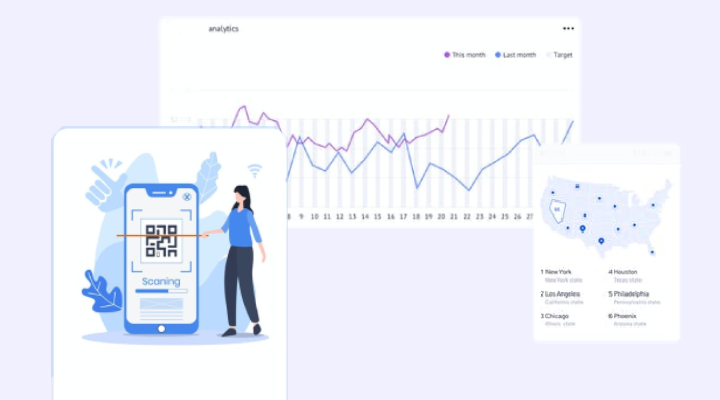 analytics
This month Last month Target
8 9 10 11 12 13 14 15 16 17 18 19 20 21 22 23 24 25 26 27
Scaning
1 New York
New York state
2 Los Angeles
California state
3 Chicago
Illinois state
4 Houston
Texas state
5 Philadelphia
Pennsylvania state
6 Phoenix
Arizona state